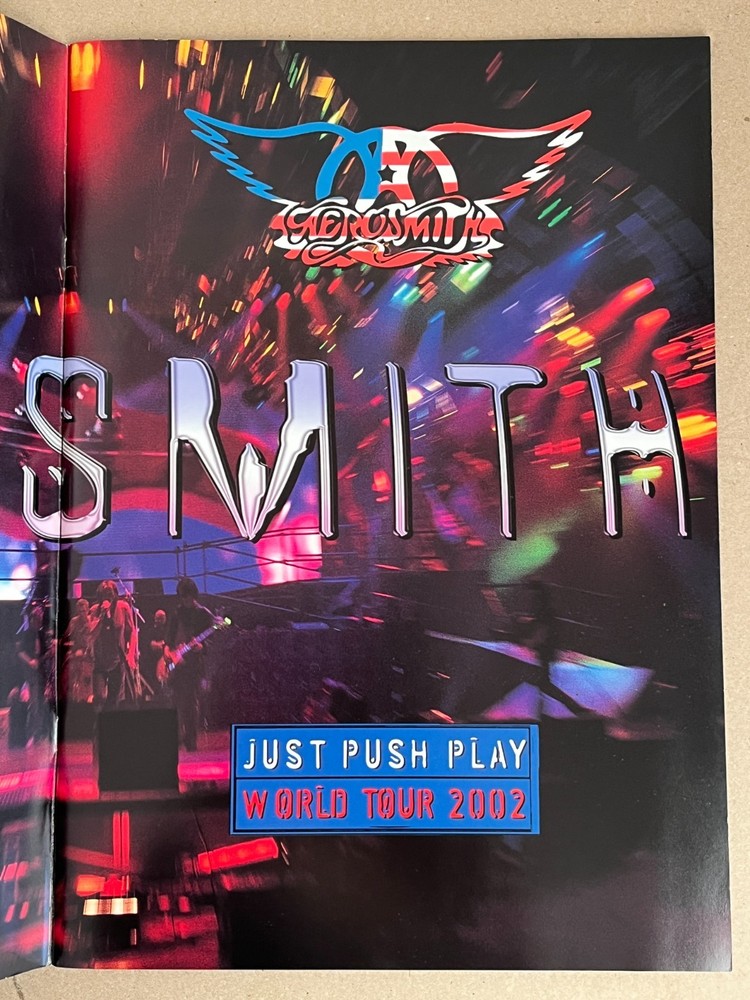 AEROSMITH
SMITH
JUST PUSH PLAY
WORLD TOUR 2002